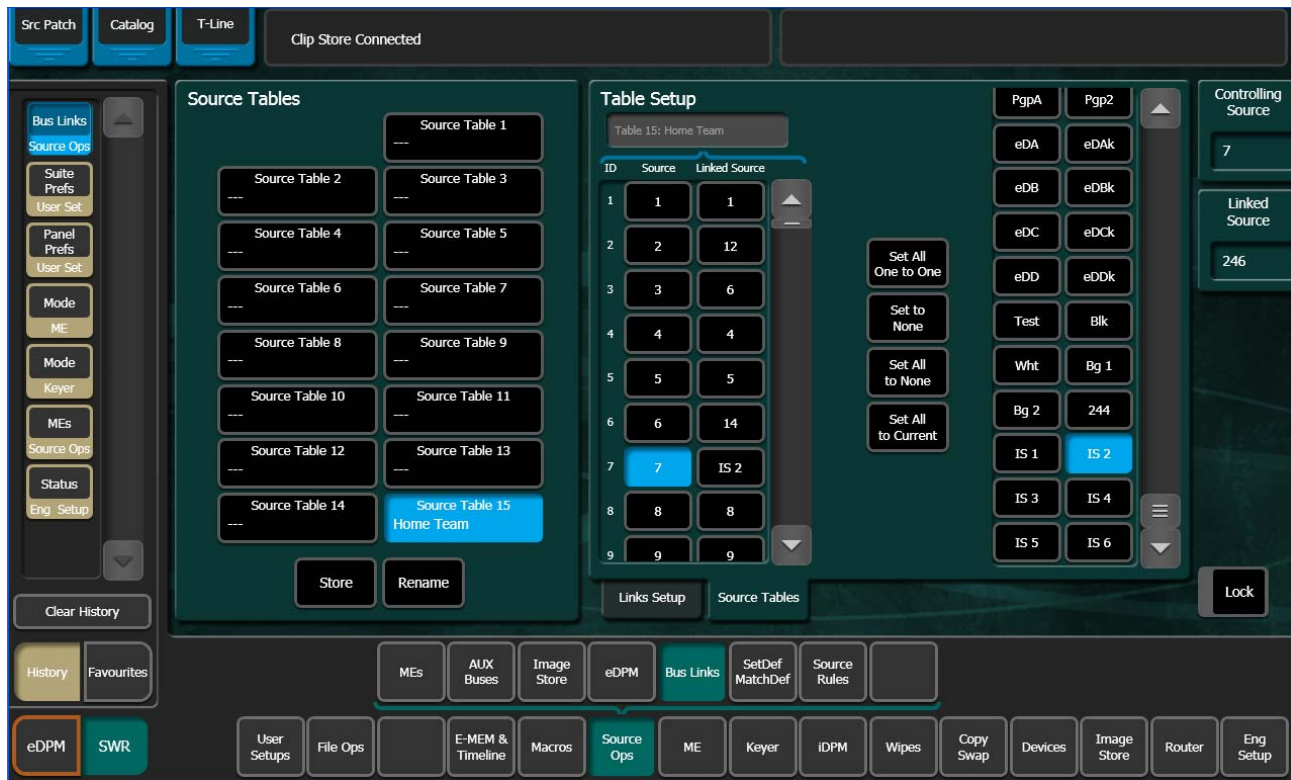 Src Patch
Catalog
T-Line
Clip Store Connected
Bus Links
Source Ops
Suite
Prefs
User Set
Panel
Prefs
User Set
Mode
ME
Mode
Keyer
MEs
Source Ops
Status
Eng Setup
Clear History
History
Favourites
Source Tables
Source Table 1
---
Source Table 2
---
Source Table 3
---
Source Table 4
---
Source Table 5
---
Source Table 6
---
Source Table 7
---
Source Table 8
---
Source Table 9
---
Source Table 10
---
Source Table 11
---
Source Table 12
---
Source Table 13
---
Source Table 14
---
Source Table 15
Home Team
Store
Rename
Table Setup
Table 15: Home Team
ID Source Linked Source
1 1 1
2 2 12
3 3 6
4 4 4
5 5 5
6 6 14
7 7 IS 2
8 8 8
9 9 9
Set All
One to One
Set to
None
Set All
to None
Set All
to Current
PgpA Pgp2
eDA eDAk
eDB eDBk
eDC eDCk
eDD eDDk
Test Blk
Wht Bg 1
Bg 2 244
IS 1 IS 2
IS 3 IS 4
IS 5 IS 6
Links Setup
Source Tables
Controlling
Source
7
Linked
Source
246
Lock
MEs
AUX
Buses
Image
Store
eDPM
Bus Links
SetDef
MatchDef
Source
Rules
eDPM
SWR
User
Setups
File Ops
E-MEM &
Timeline
Macros
Source
Ops
ME
Keyer
iDPM
Wipes
Copy
Swap
Devices
Image
Store
Router
Eng
Setup